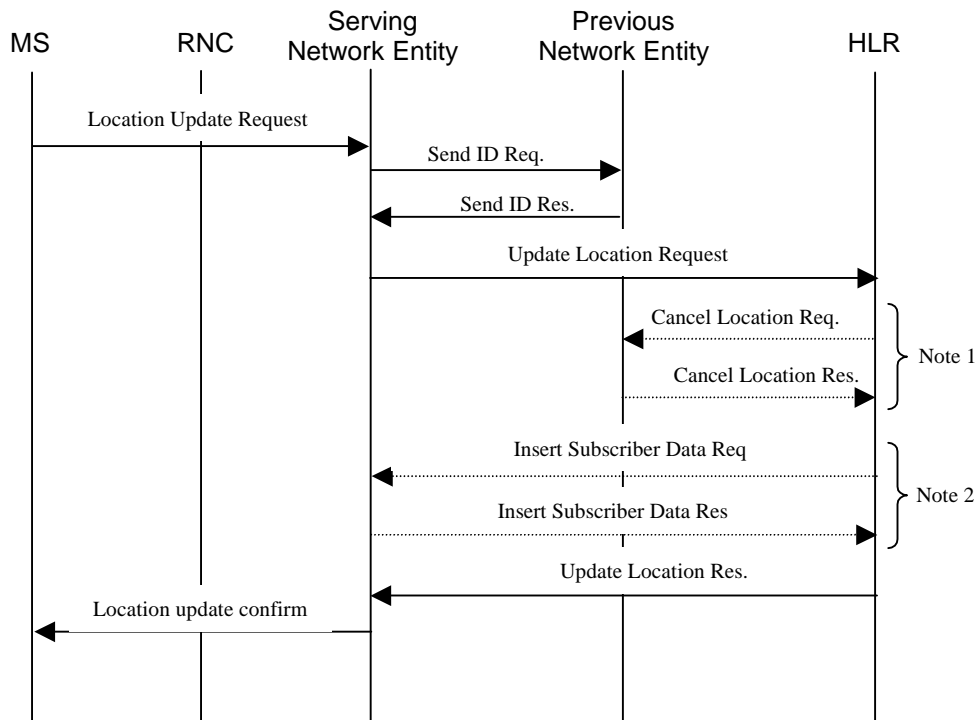 MS
RNC
Serving
Network Entity
Previous
Network Entity
HLR
Location Update Request
Send ID Req.
Send ID Res.
Update Location Request
Cancel Location Req.
Note 1
Cancel Location Res.
Insert Subscriber Data Req
Note 2
Insert Subscriber Data Res
Update Location Res.
Location update confirm